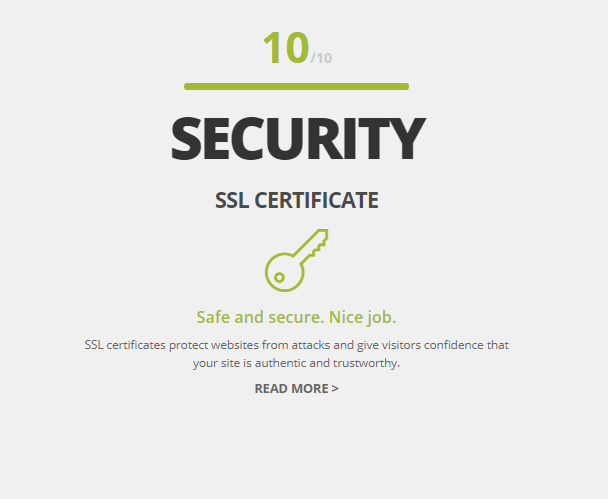 10/10
SECURITY
SSL CERTIFICATE
Safe and secure. Nice job.
SSL certificates protect websites from attacks and give visitors confidence that
your site is authentic and trustworthy.
READ MORE >